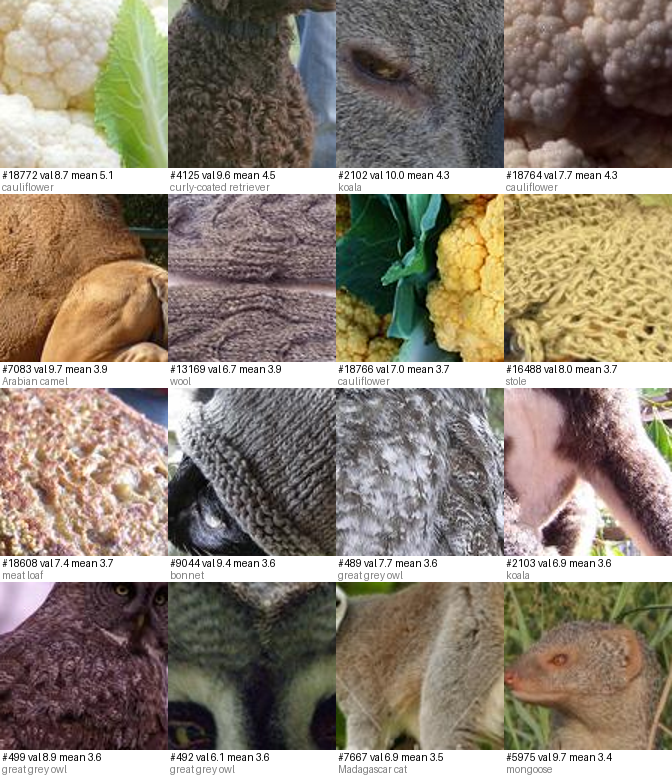 #18772 val 8.7 mean 5.1
cauliflower
#4125 val 9.6 mean 4.5
curly-coated retriever
#2102 val 10.0 mean 4.3
koala
#18764 val 7.7 mean 4.3
cauliflower
#7083 val 9.7 mean 3.9
Arabian camel
#13169 val 6.7 mean 3.9
wool
#18766 val 7.0 mean 3.7
cauliflower
#16488 val 8.0 mean 3.7
stole
#18608 val 7.4 mean 3.7
meat loaf
#9044 val 9.4 mean 3.6
bonnet
#489 val 7.7 mean 3.6
great grey owl
#2103 val 6.9 mean 3.6
koala
#499 val 8.9 mean 3.6
great grey owl
#492 val 6.1 mean 3.6
great grey owl
#7667 val 6.9 mean 3.5
Madagascar cat
#5975 val 9.7 mean 3.4
mongoose